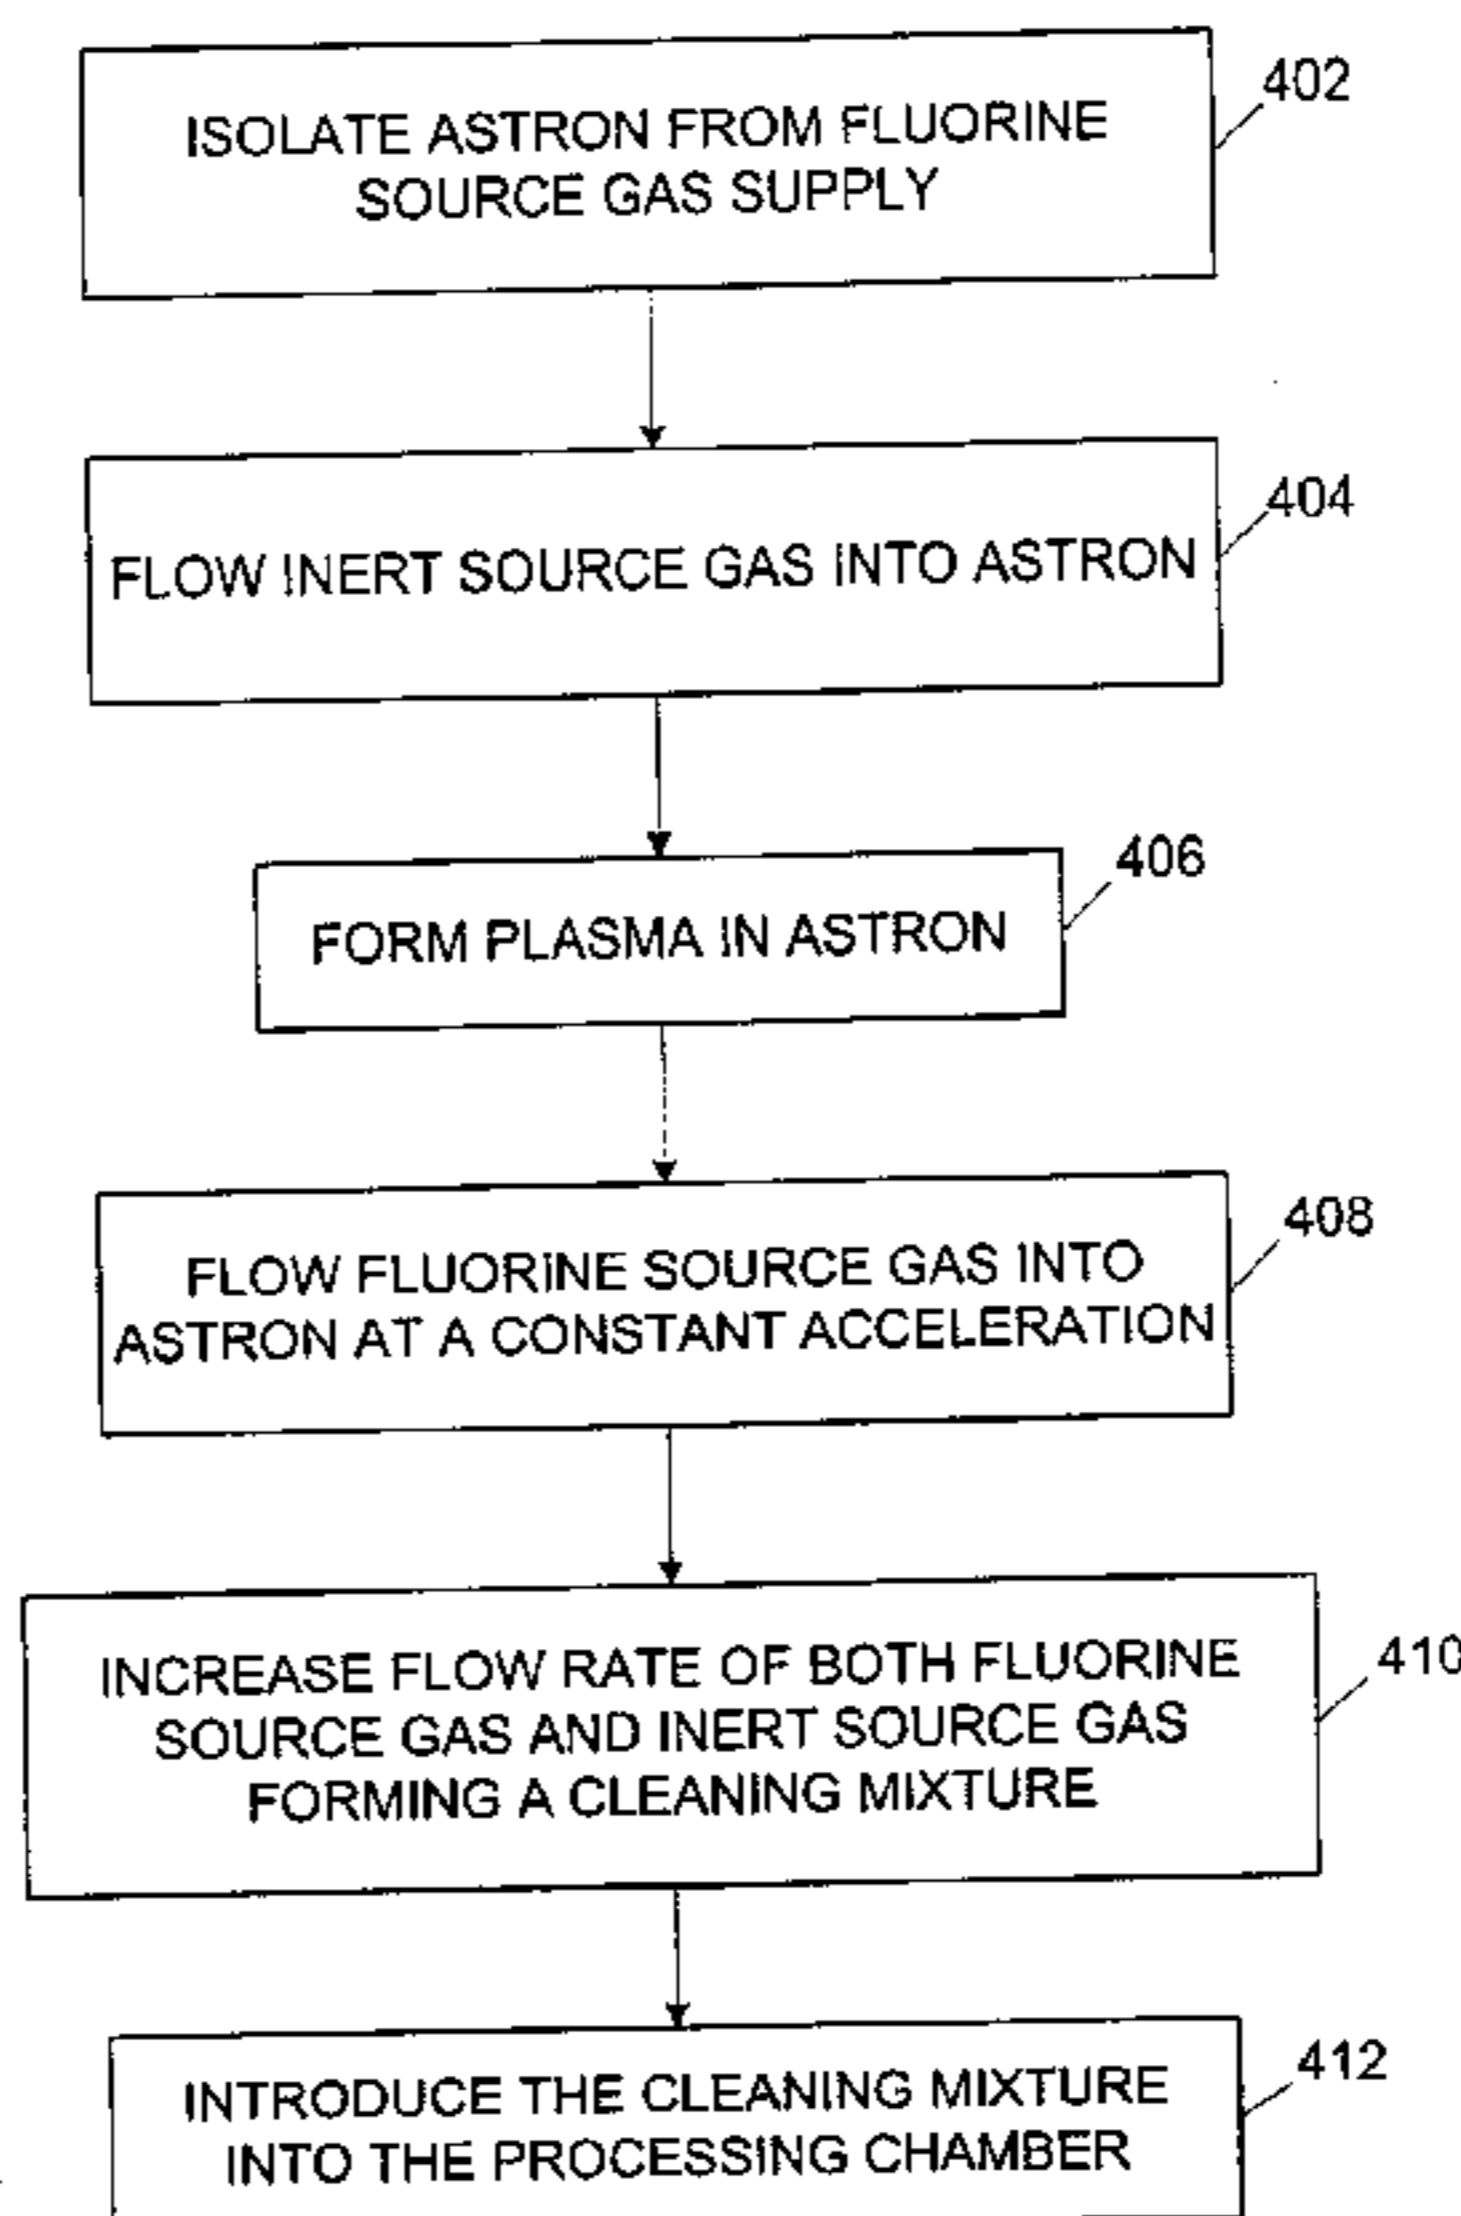 402
ISOLATE ASTRON FROM FLUORINE
SOURCE GAS SUPPLY
404
FLOW INERT SOURCE GAS INTO ASTRON
406
FORM PLASMA IN ASTRON
408
FLOW FLUORINE SOURCE GAS INTO
ASTRON AT A CONSTANT ACCELERATION
410
INCREASE FLOW RATE OF BOTH FLUORINE
SOURCE GAS AND INERT SOURCE GAS
FORMING A CLEANING MIXTURE
412
INTRODUCE THE CLEANING MIXTURE
INTO THE PROCESSING CHAMBER